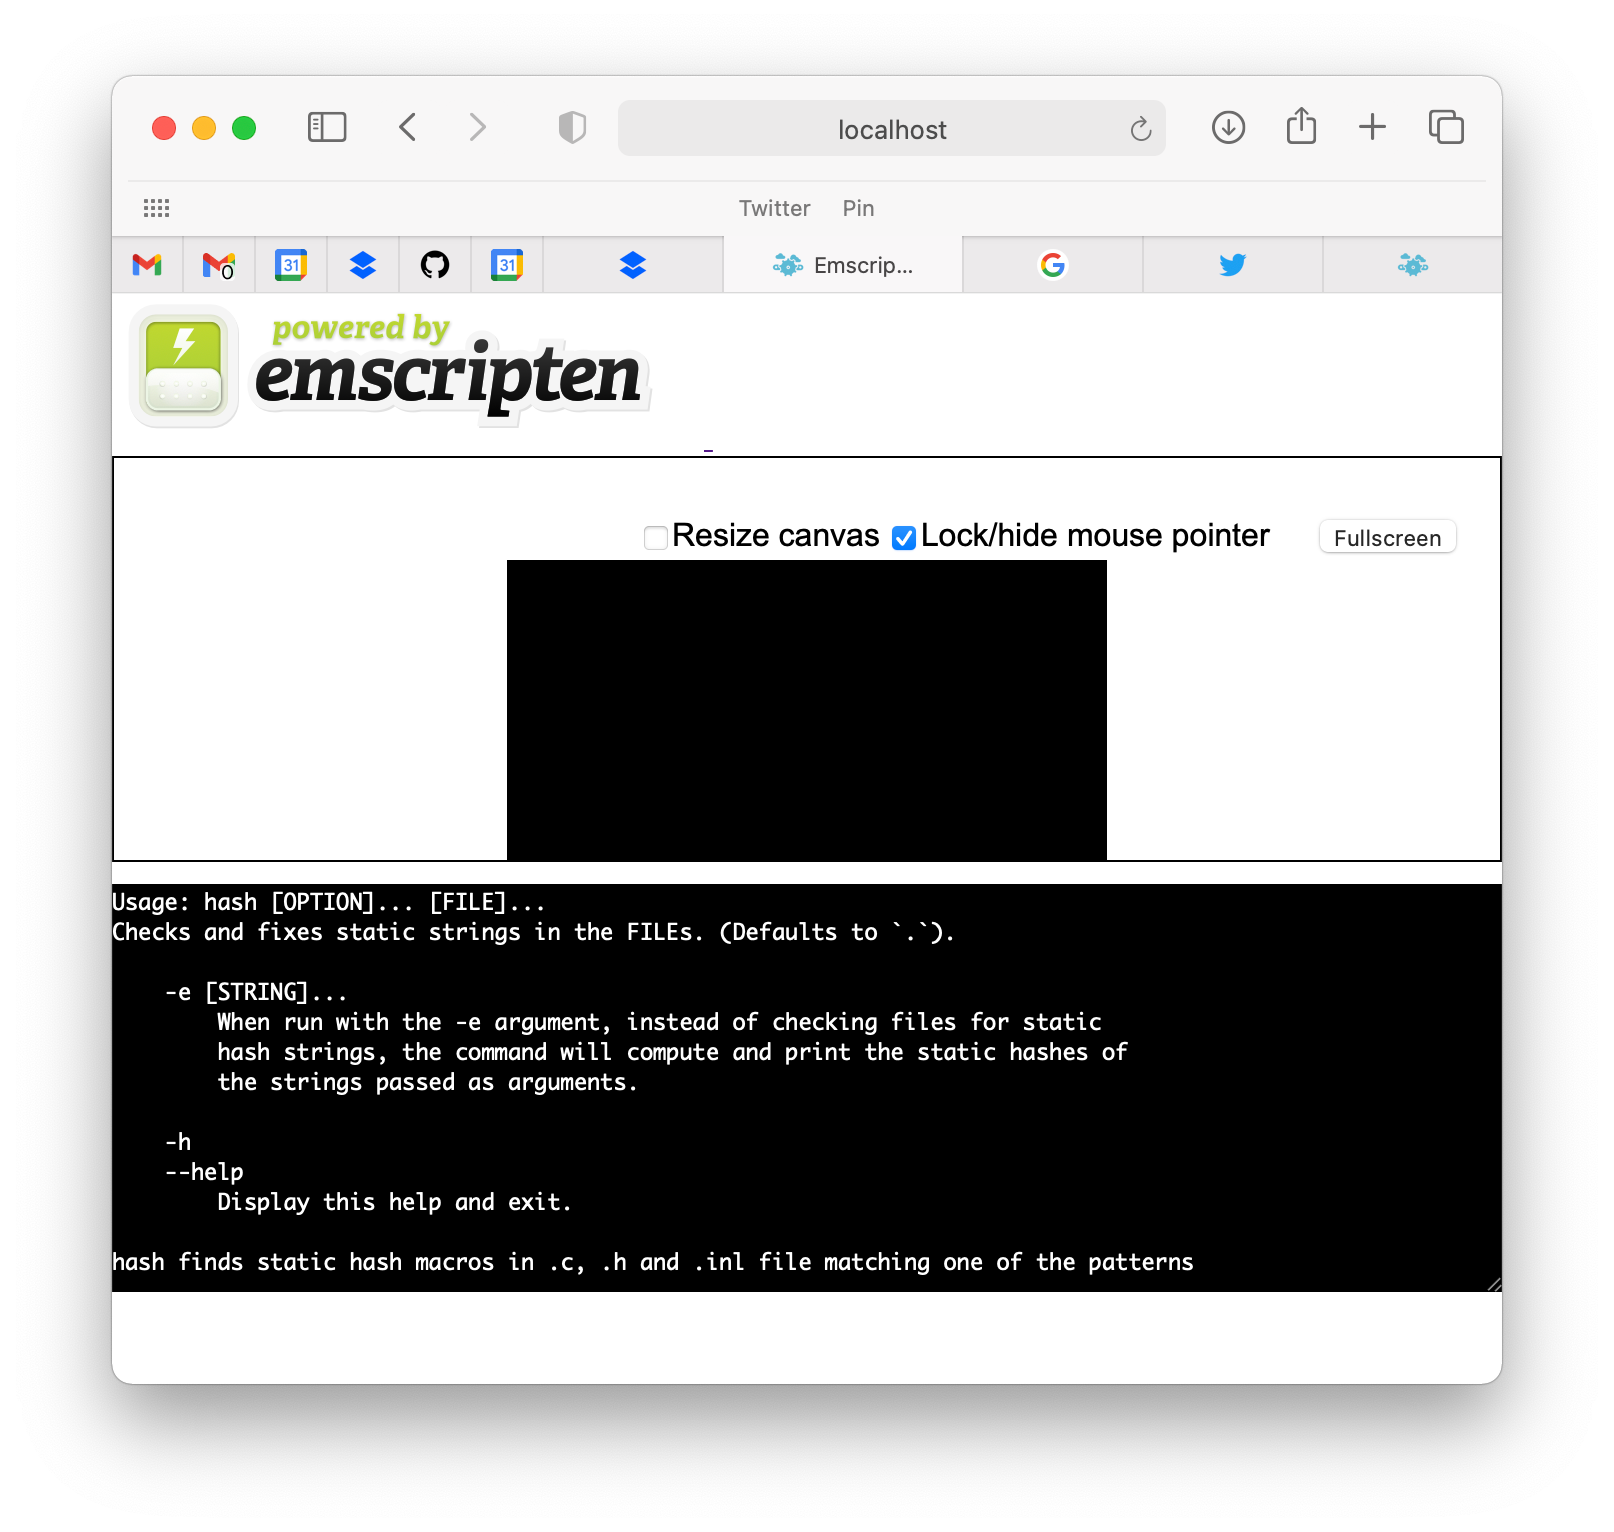 localhost
Twitter Pin
31 31 Emscrip...
powered by
emscripten
Resize canvas Lock/hide mouse pointer Fullscreen
Usage: hash [OPTION]... [FILE]...
Checks and fixes static strings in the FILEs. (Defaults to `.`).
-e [STRING]...
When run with the -e argument, instead of checking files for static
hash strings, the command will compute and print the static hashes of
the strings passed as arguments.
-h
--help
Display this help and exit.
hash finds static hash macros in .c, .h and .inl file matching one of the patterns